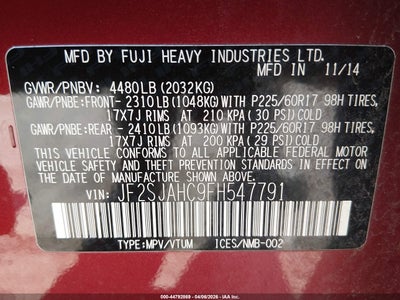 MFD BY FUJI HEAVY INDUSTRIES LTD.
MFD IN 11/14
GVWR/PNBV: 4480LB (2032KG)
GAWR/PNBE:FRONT- 2310LB (1048KG)WITH P225/60R17 98H TIRES,
17X7J RIMS AT 210 KPA (30 PSI)COLD
GAWR/PNBE:REAR - 2410LB (1093KG)WITH P225/60R17 98H TIRES,
17X7J RIMS AT 200 KPA (29 PSI)COLD
THIS VEHICLE CONFORMS TO ALL APPLICABLE FEDERAL MOTOR
VEHICLE SAFETY AND THEFT PREVENTION STANDARDS IN EFFECT
ON THE DATE OF MANUFACTURE SHOWN ABOVE.
VIN: JF2SJAHC9FH547791
TYPE:MPV/VTUM ICES/NMB-002
000-44792069 - 04/06/2026 - IAAI.COM